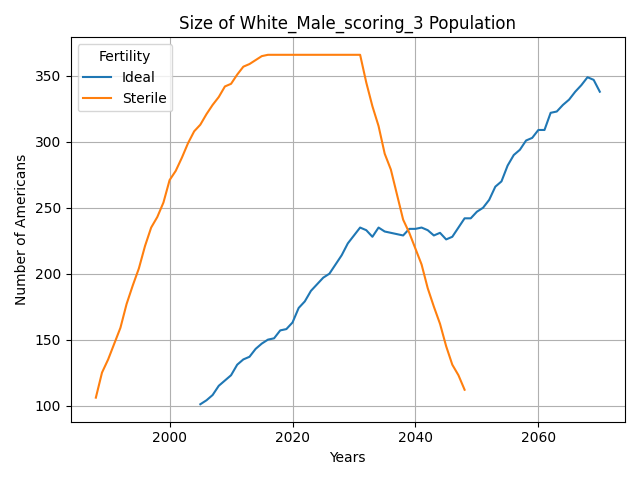 Size of White_Male_scoring_3 Population
Number of Americans
350
300
250
200
150
100
Fertility
Ideal
Sterile
2000
2020
2040
2060
Years